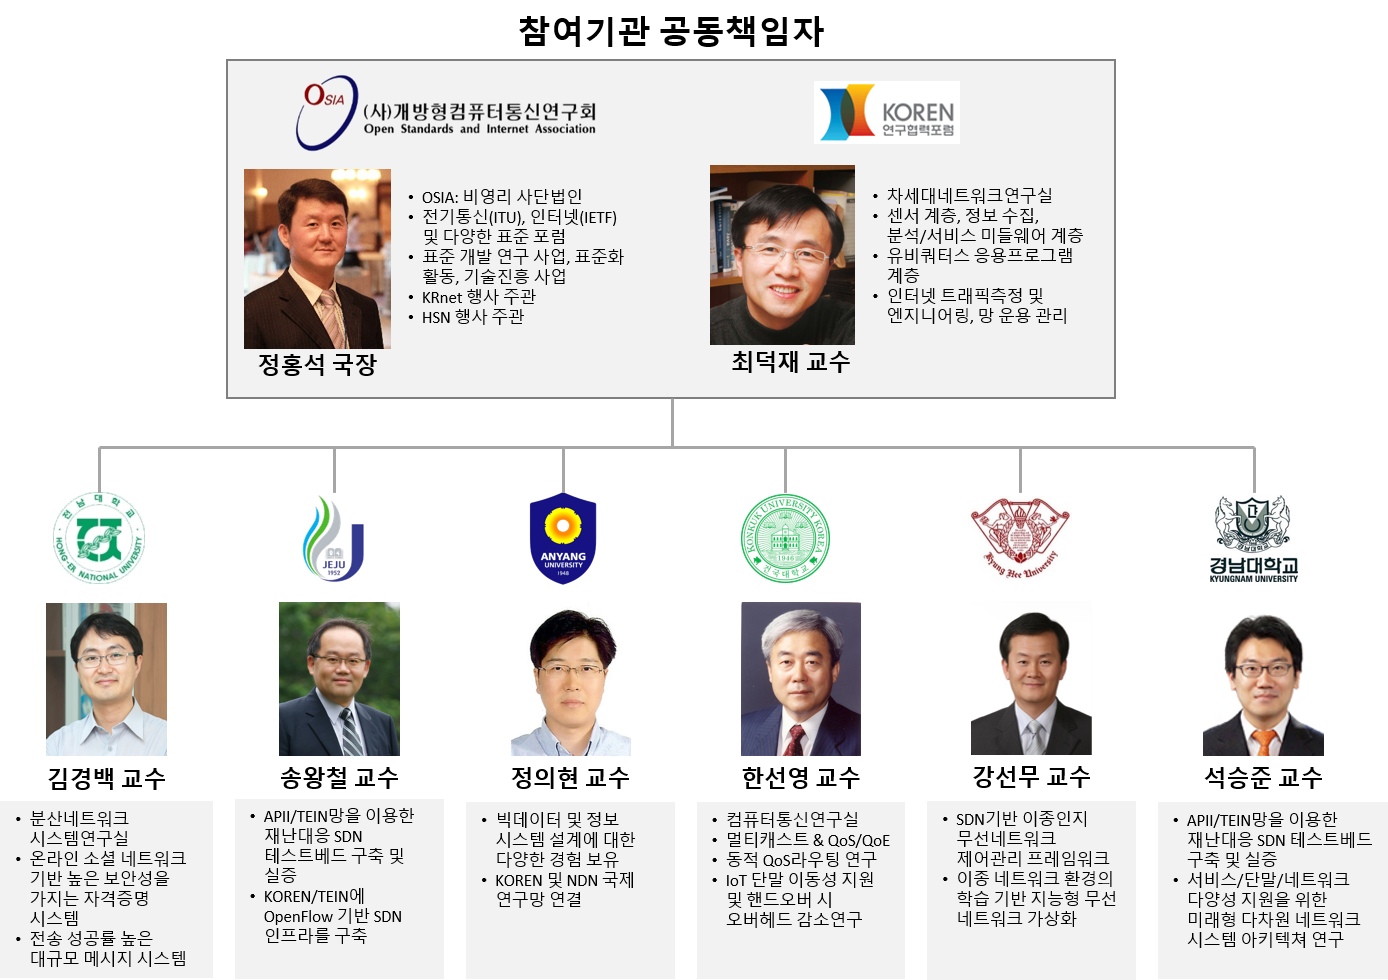 참여기관 공동책임자
OSIA
(사)개방형컴퓨터통신연구회
Open Standards and Internet Association
KOREN
연구협력포럼
• OSIA: 비영리 사단법인
• 전기통신(ITU), 인터넷(IETF)
및 다양한 표준 포럼
• 표준 개발 연구 사업, 표준화
활동, 기술진흥 사업
• KRnet 행사 주관
• HSN 행사 주관
정홍석 국장
• 차세대네트워크연구실
• 센서 계층, 정보 수집,
분석/서비스 미들웨어 계층
• 유비쿼터스 응용프로그램
계층
• 인터넷 트래픽측정 및
엔지니어링, 망 운용 관리
최덕재 교수
전남대학교
NATIONAL UNIVERSITY
JEJU
1952
ANYANG
UNIVERSITY
1948
KONKUK UNIVERSITY KOREA
1946
건국대학교
Kyung Hee University
경남대학교
KYUNGNAM UNIVERSITY
김경백 교수
• 분산네트워크
시스템연구실
• 온라인 소셜 네트워크
기반 높은 보안성을
가지는 자격증명
시스템
• 전송 성공률 높은
대규모 메시지 시스템
송왕철 교수
• APII/TEIN망을 이용한
재난대응 SDN
테스트베드 구축 및
실증
• KOREN/TEIN에
OpenFlow 기반 SDN
인프라를 구축
정의현 교수
• 빅데이터 및 정보
시스템 설계에 대한
다양한 경험 보유
• KOREN 및 NDN 국제
연구망 연결
한선영 교수
• 컴퓨터통신연구실
• 멀티캐스트 & QoS/QoE
• 동적 QoS라우팅 연구
• IoT 단말 이동성 지원
및 핸드오버 시
오버헤드 감소연구
강선무 교수
• SDN기반 이종인지
무선네트워크
제어관리 프레임워크
• 이종 네트워크 환경의
학습 기반 지능형 무선
네트워크 가상화
석승준 교수
• APII/TEIN망을 이용한
재난대응 SDN 테스트베드
구축 및 실증
• 서비스/단말/네트워크
다양성 지원을 위한
미래형 다차원 네트워크
시스템 아키텍쳐 연구